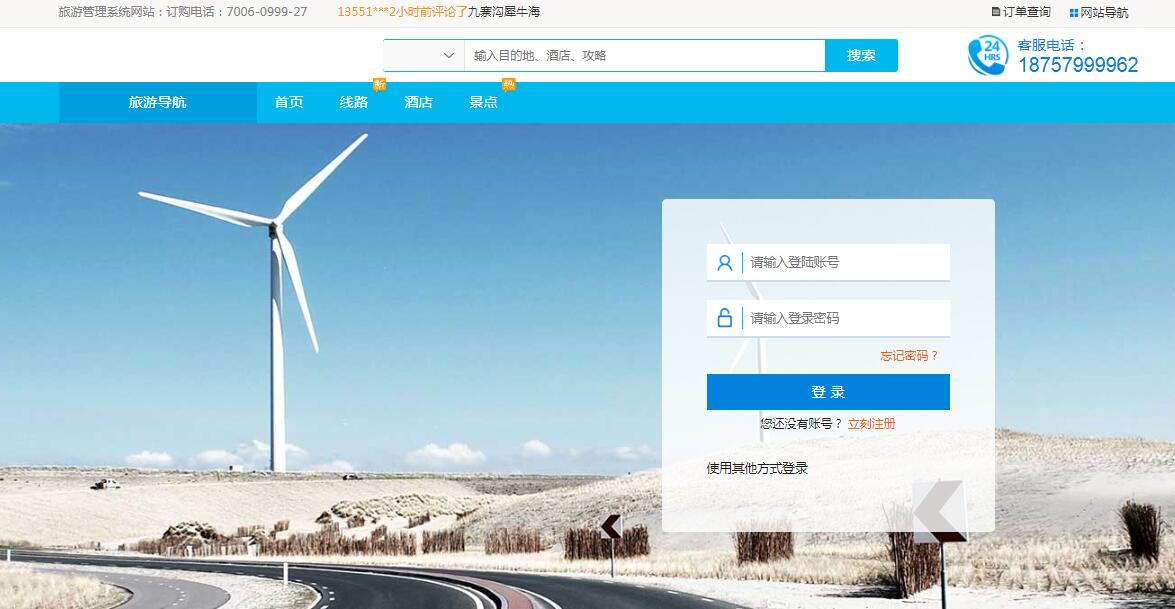 旅游管理系统网站：订购电话：7006-0999-27 13551***2小时前评论了九寨沟犀牛海 订单查询 网站导航
输入目的地、酒店、攻略 搜索 24 HRS 客服电话：
18757999962
旅游导航 首页 线路 新 酒店 景点 热
请输入登陆账号
请输入登录密码
忘记密码？
登 录
您还没有账号？ 立刻注册
使用其他方式登录